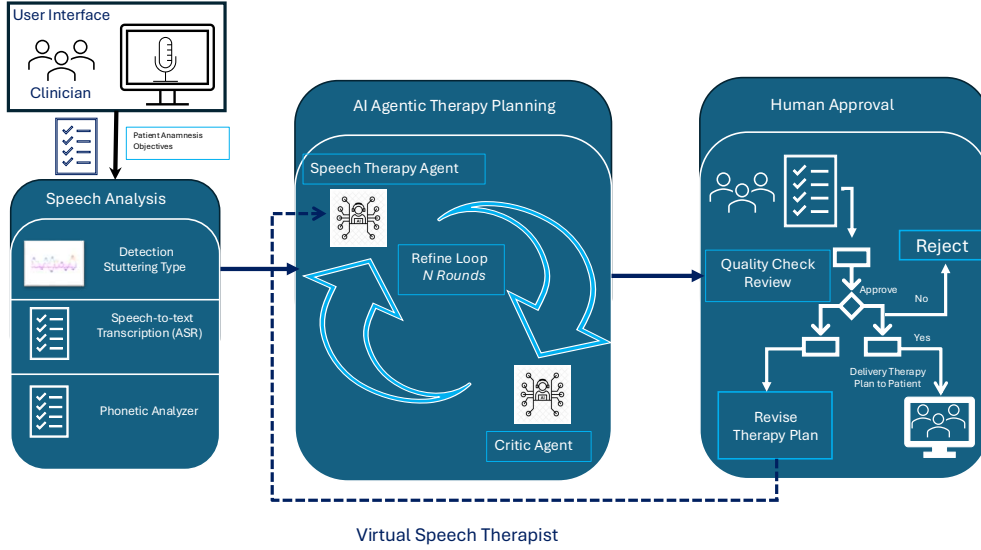 User Interface
Clinician
Patient Anamnesis
Objectives
Speech Analysis
Detection
Stuttering Type
Speech-to-text
Transcription (ASR)
Phonetic Analyzer
AI Agentic Therapy Planning
Speech Therapy Agent
Refine Loop
N Rounds
Critic Agent
Human Approval
Quality Check
Review
Reject
Approve
No
Yes
Delivery Therapy
Plan to Patient
Revise
Therapy Plan
Virtual Speech Therapist